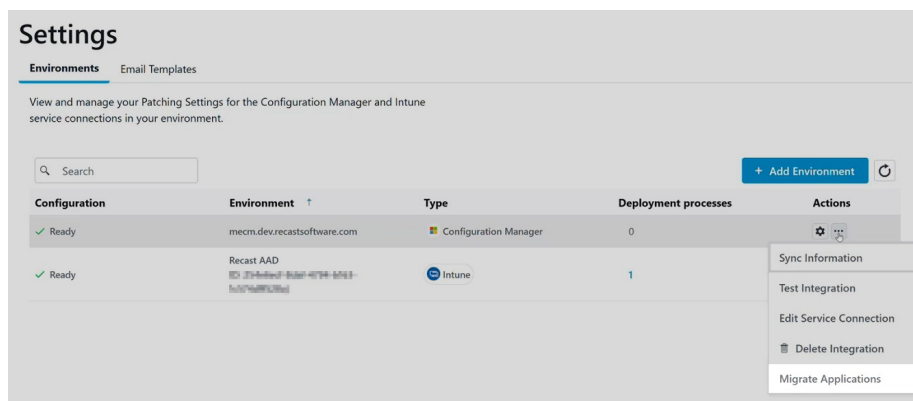 Settings
Environments Email Templates
View and manage your Patching Settings for the Configuration Manager and Intune
service connections in your environment.
Search
+ Add Environment
Configuration Environment ↑ Type Deployment processes Actions
Ready mecm.dev.recastsoftware.com Configuration Manager 0
Recast AAD
Ready Intune 1
Sync Information
Test Integration
Edit Service Connection
Delete Integration
Migrate Applications